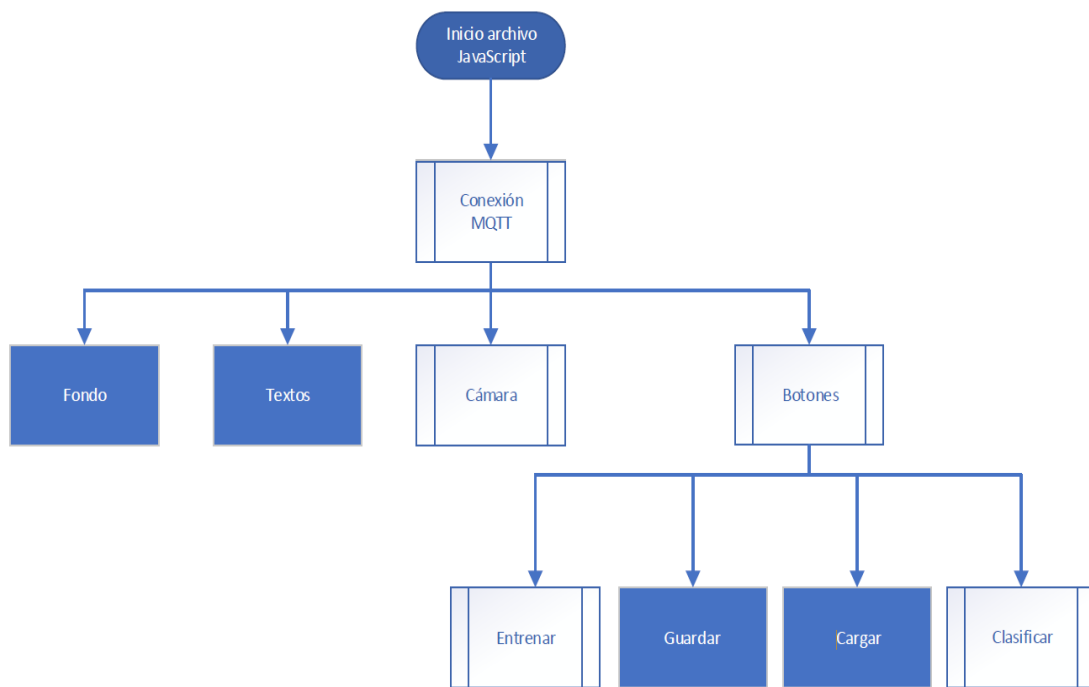 Inicio archivo
JavaScript
Conexión
MQTT
Fondo
Textos
Cámara
Botones
Entrenar
Guardar
Cargar
Clasificar